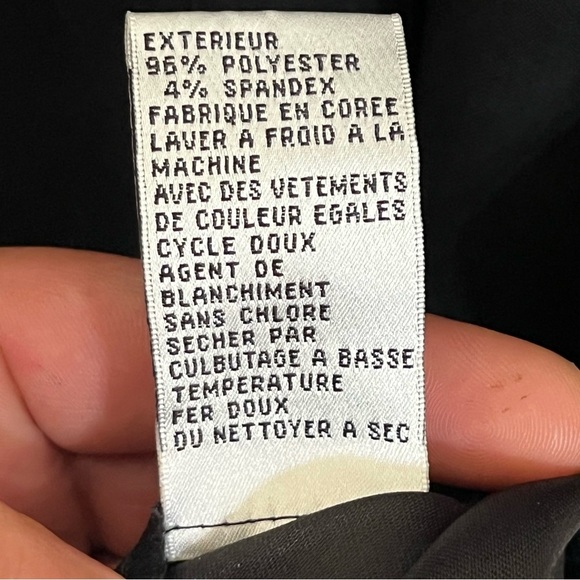 EXTERIEUR
96% POLYESTER
4% SPANDEX
FABRIQUE EN COREE
LAVER A FROID A LA
MACHINE
AVEC DES VETEMENTS
DE COULEUR EGALES
CYCLE DOUX
AGENT DE
BLANCHIMENT
SANS CHLORE
SECHER PAR
CULBUTAGE A BASSE
TEMPERATURE
FER DOUX
OU NETTOYER A SEC